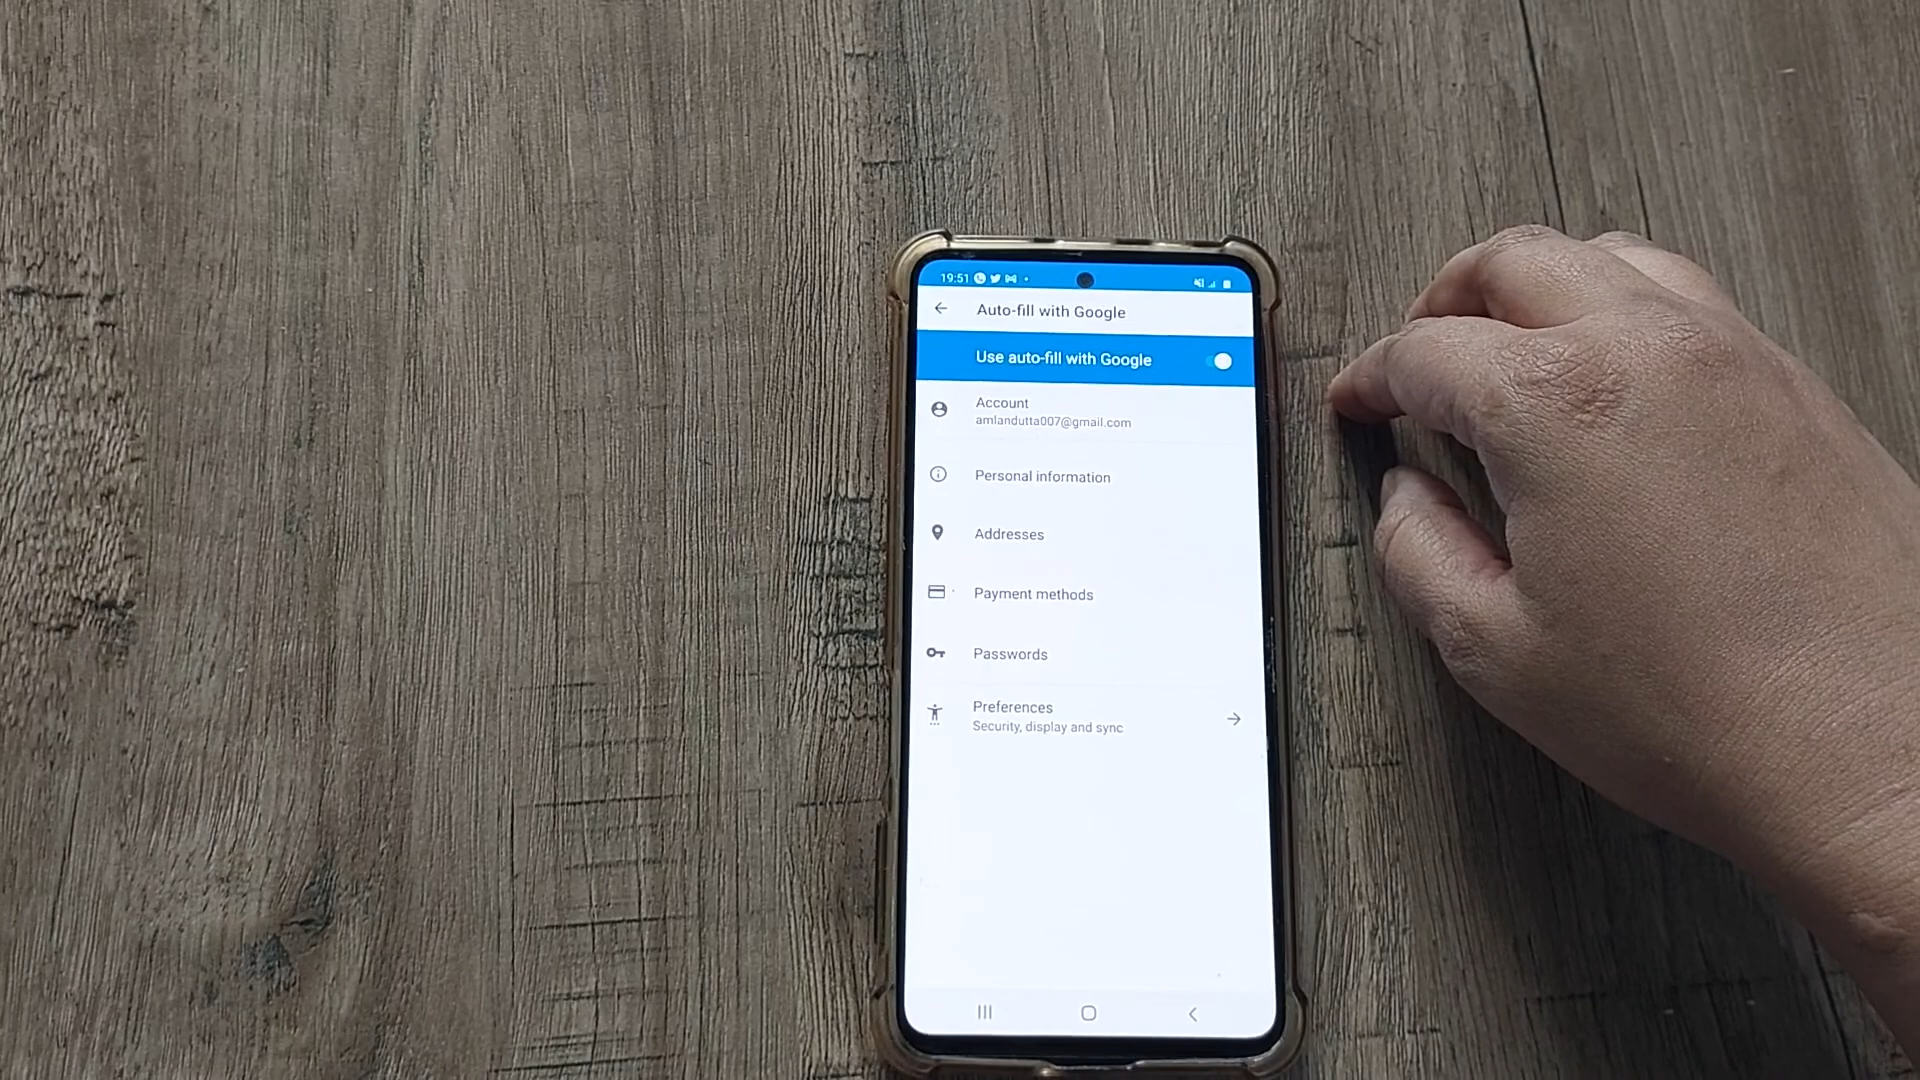 19:51
Auto-fill with Google
Use auto-fill with Google
Account
amlandutta007@gmail.com
Personal information
Addresses
Payment methods
Passwords
Preferences
Security, display and sync